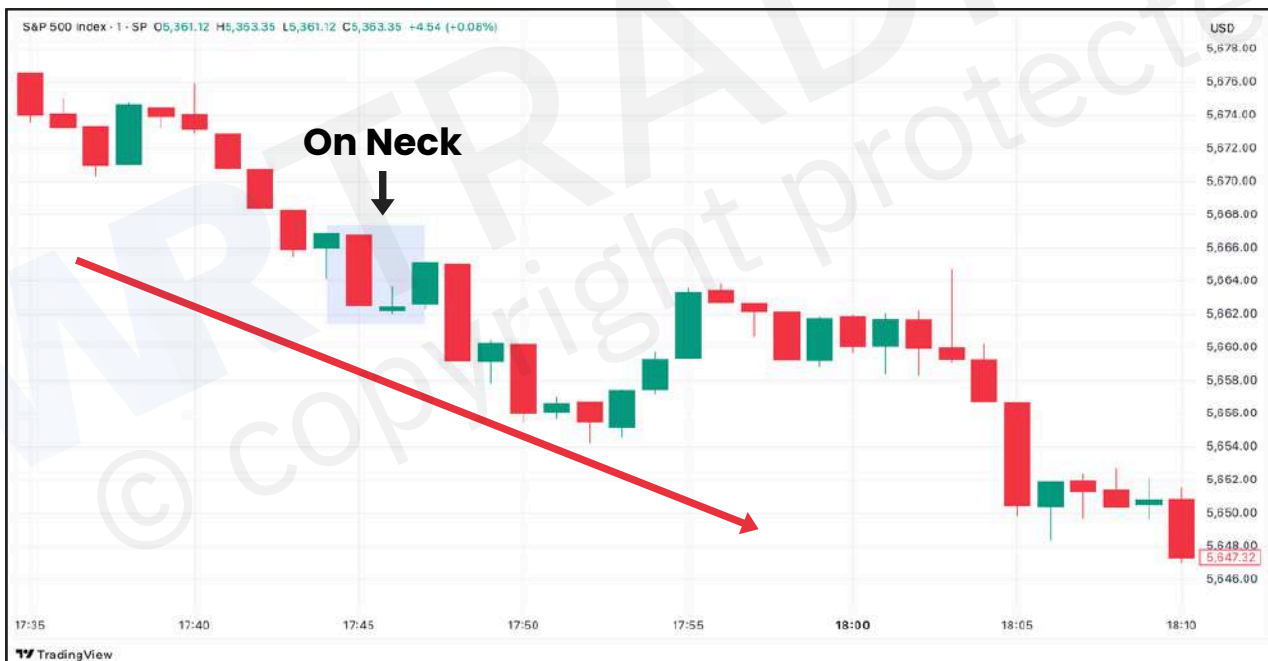 S&P 500 Index · 1 · SP O5,361.12 H5,363.35 L5,361.12 C5,363.35 +4.54 (+0.08%)
USD
5,678.00
5,676.00
5,674.00
5,672.00
5,670.00
5,668.00
5,666.00
5,664.00
5,662.00
5,660.00
5,658.00
5,656.00
5,654.00
5,652.00
5,650.00
5,648.00
5,647.32
5,646.00
On Neck
WRTRAD
© copyright protecte
17:35 17:40 17:45 17:50 17:55 18:00 18:05 18:10
TradingView